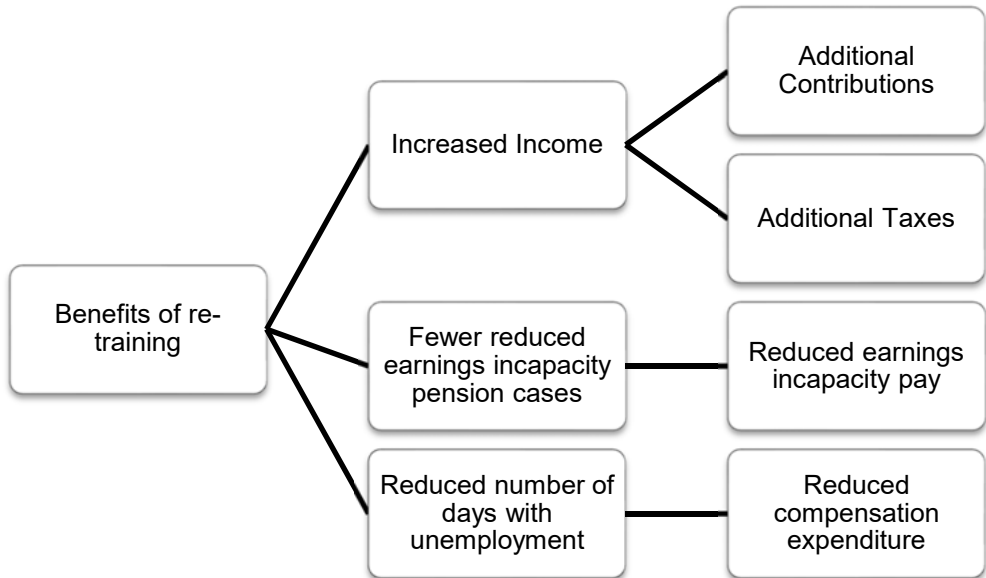 Benefits of re-
training
Increased Income
Additional
Contributions
Additional Taxes
Fewer reduced
earnings incapacity
pension cases
Reduced earnings
incapacity pay
Reduced number of
days with
unemployment
Reduced
compensation
expenditure